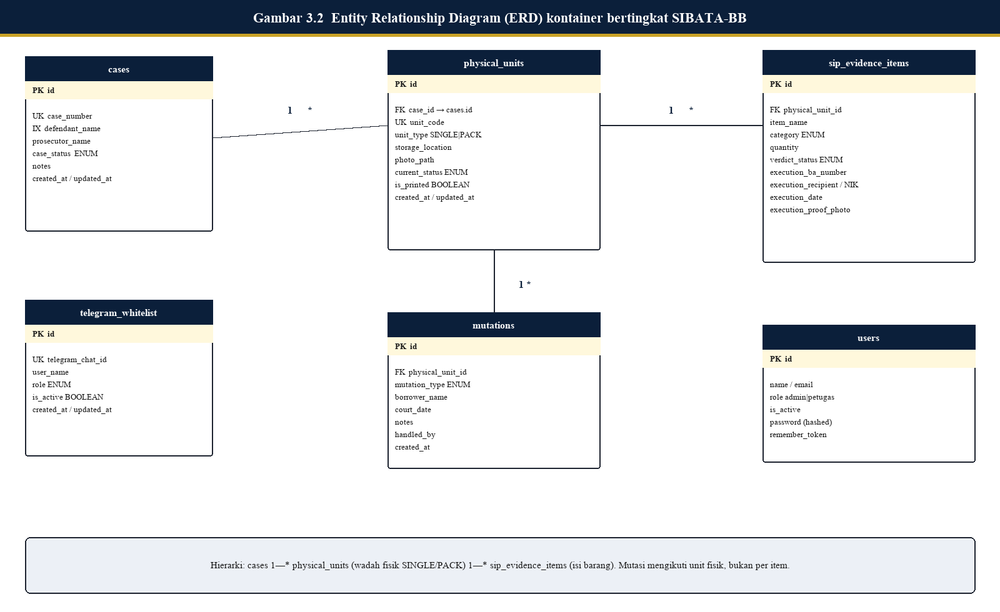 Gambar 3.2 Entity Relationship Diagram (ERD) kontainer bertingkat SIBATA-BB
cases
PK id
UK case_number
IX defendant_name
prosecutor_name
case_status ENUM
notes
created_at / updated_at
1 *
physical_units
PK id
FK case_id → cases.id
UK unit_code
unit_type SINGLE|PACK
storage_location
photo_path
current_status ENUM
is_printed BOOLEAN
created_at / updated_at
1 *
sip_evidence_items
PK id
FK physical_unit_id
item_name
category ENUM
quantity
verdict_status ENUM
execution_ba_number
execution_recipient / NIK
execution_date
execution_proof_photo
1 *
telegram_whitelist
PK id
UK telegram_chat_id
user_name
role ENUM
is_active BOOLEAN
created_at / updated_at
mutations
PK id
FK physical_unit_id
mutation_type ENUM
borrower_name
court_date
notes
handled_by
created_at
users
PK id
name / email
role admin|petugas
is_active
password (hashed)
remember_token
Hierarki: cases 1—* physical_units (wadah fisik SINGLE/PACK) 1—* sip_evidence_items (isi barang). Mutasi mengikuti unit fisik, bukan per item.